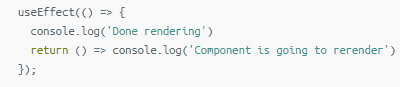 useEffect(() => {
  console.log('Done rendering')
  return () => console.log('Component is going to rerender')
});